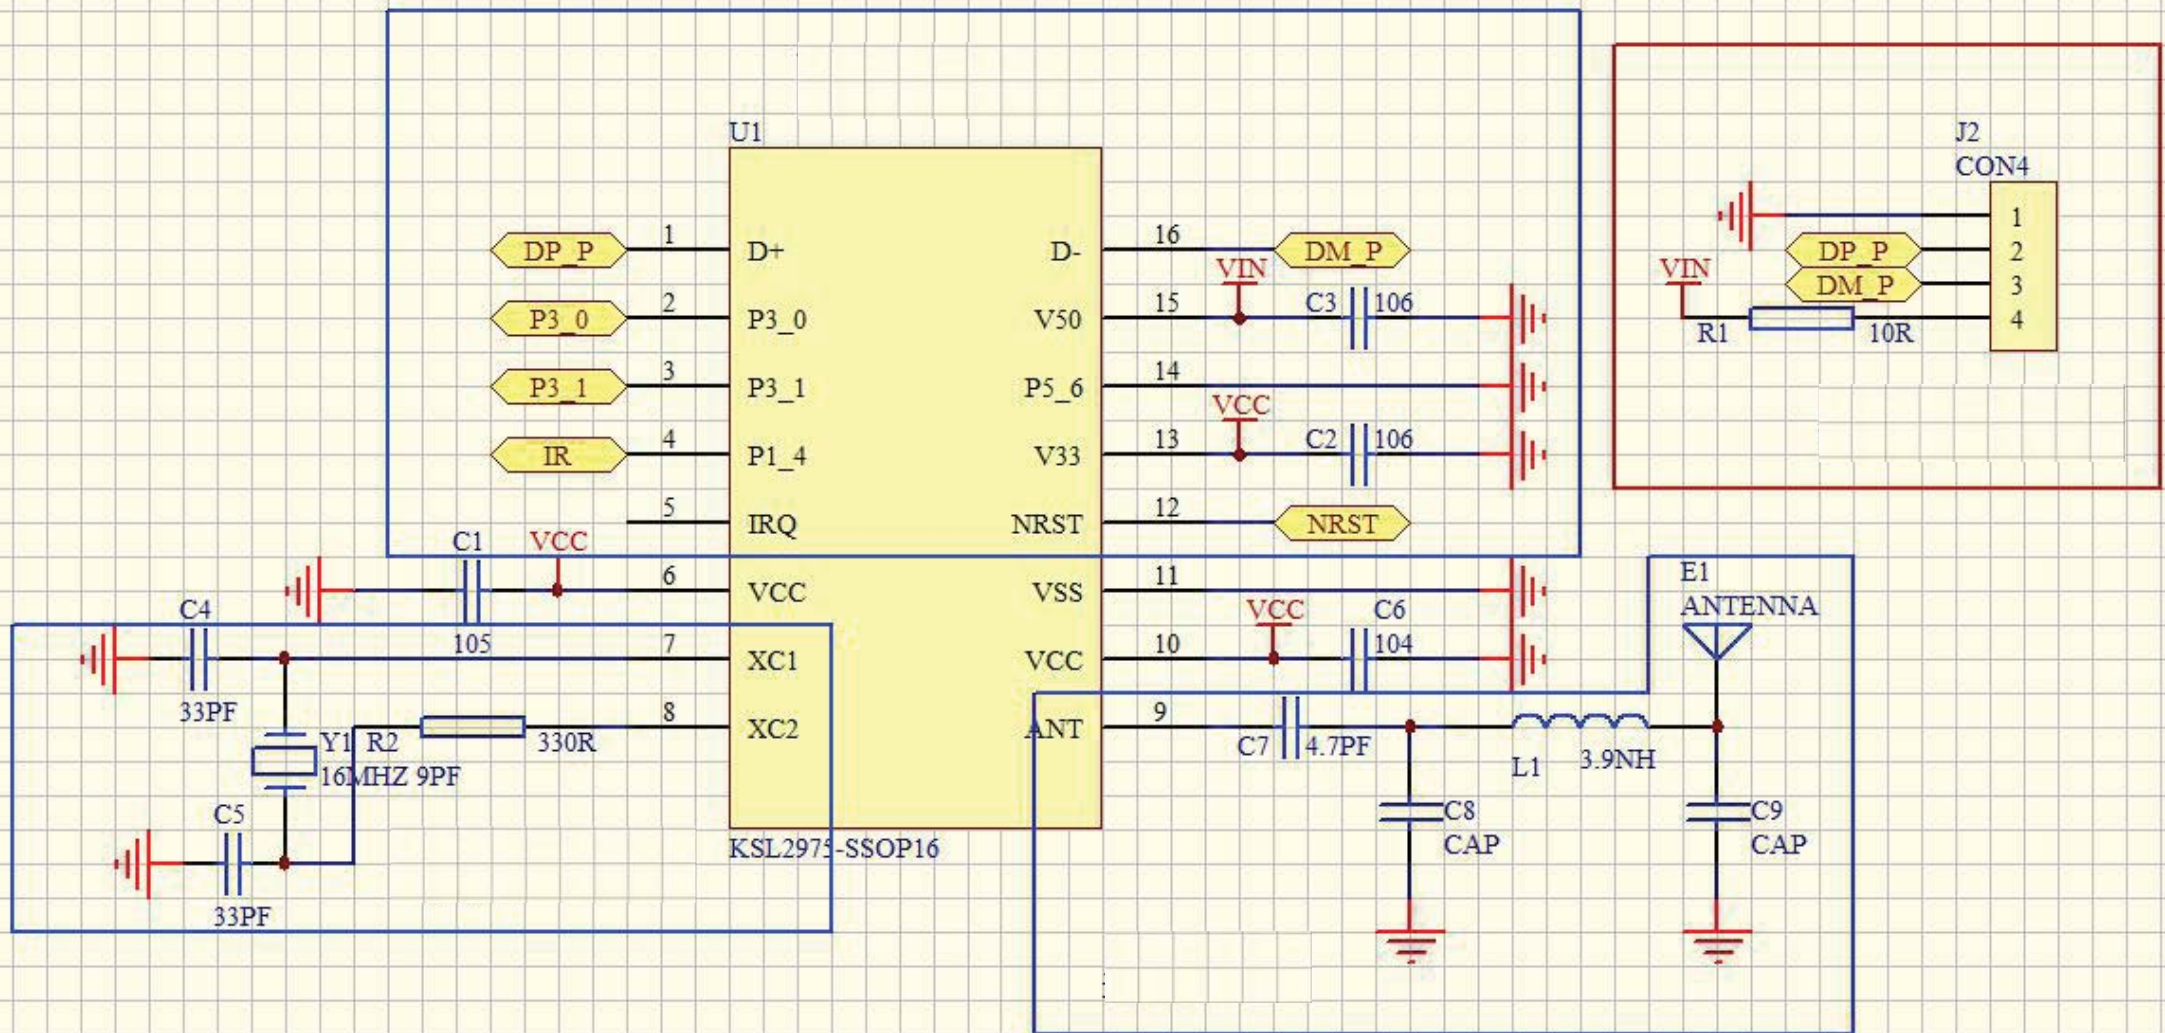 U1
DP_P 1 D+
P3_0 2 P3_0
P3_1 3 P3_1
IR 4 P1_4
5 IRQ
C1 VCC
6 VCC
105
C4
7 XC1
33PF
8 XC2
Y1 R2 330R
16MHZ 9PF
C5
33PF
KSL2975-SSOP16
D- 16 DM_P
VIN
V50 15 C3 106
P5_6 14
VCC
V33 13 C2 106
NRST 12 NRST
VSS 11
VCC C6
VCC 10 104
ANT 9
C7 4.7PF
L1 3.9NH
C8
CAP
C9
CAP
E1
ANTENNA
J2
CON4
1
DP_P 2
VIN DM_P 3
R1 10R 4